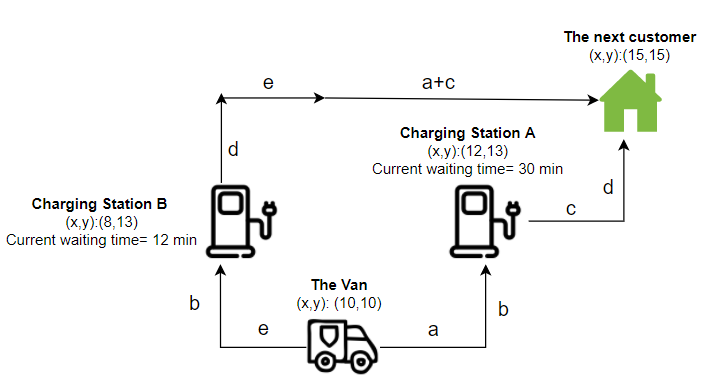 The next customer
(x,y):(15,15)
e
a+c
d
Charging Station A
(x,y):(12,13)
Current waiting time= 30 min
Charging Station B
(x,y):(8,13)
Current waiting time= 12 min
d
c
The Van
(x,y): (10,10)
b
b
e
a